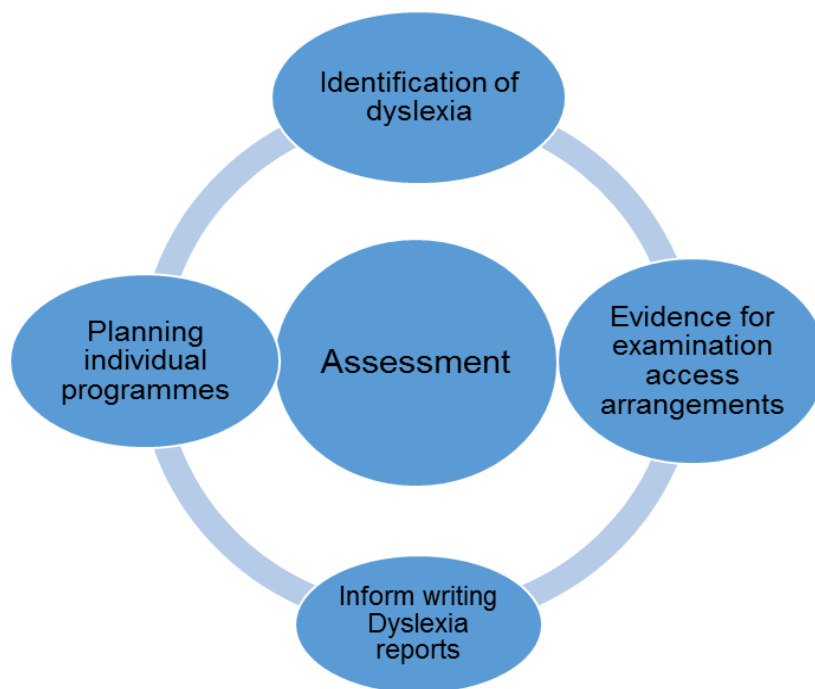 Identification of
dyslexia
Planning
individual
programmes
Assessment
Evidence for
examination
access
arrangements
Inform writing
Dyslexia
reports